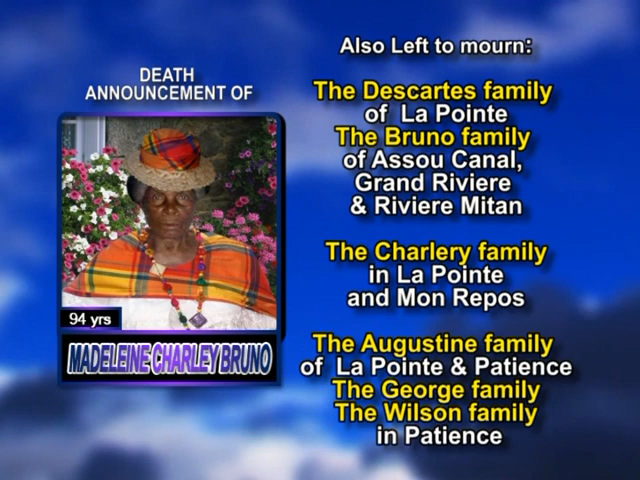 DEATH
ANNOUNCEMENT OF
94 yrs
MADELEINE CHARLEY BRUNO
Also Left to mourn:
The Descartes family
of La Pointe
The Bruno family
of Assou Canal,
Grand Riviere
& Riviere Mitan
The Charlery family
in La Pointe
and Mon Repos
The Augustine family
of La Pointe & Patience
The George family
The Wilson family
in Patience